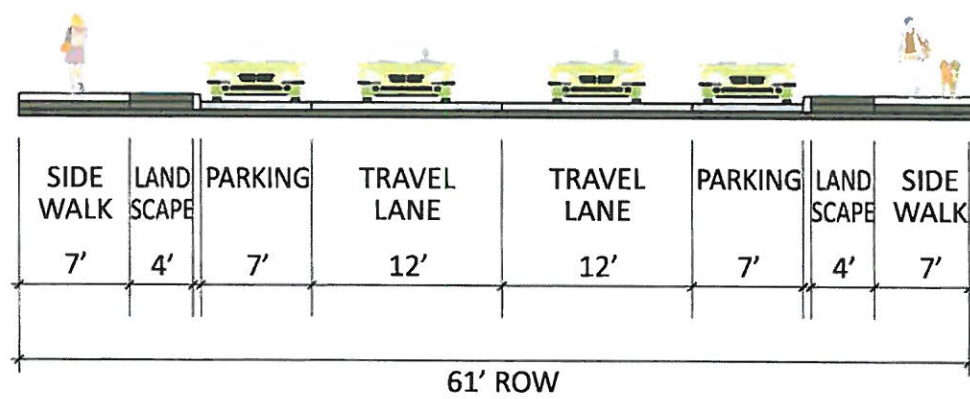 SIDE WALK 7'
LAND SCAPE 4'
PARKING 7'
TRAVEL LANE 12'
TRAVEL LANE 12'
PARKING 7'
LAND SCAPE 4'
SIDE WALK 7'
61' ROW